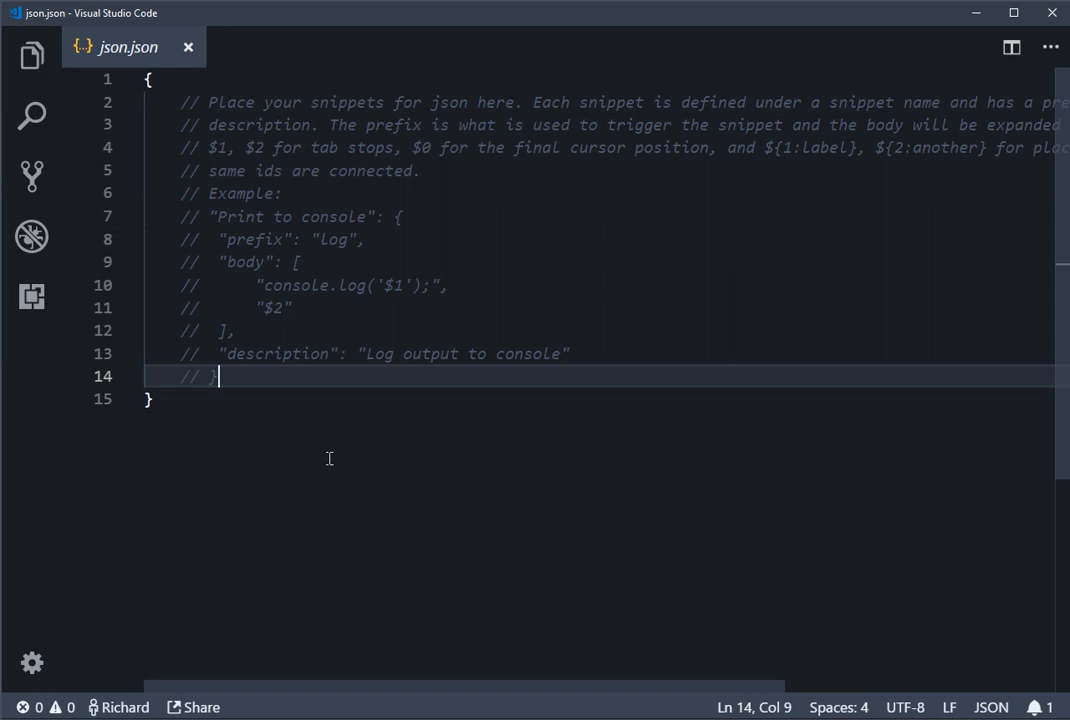 json.json - Visual Studio Code
{..} json.json
1 {
2 // Place your snippets for json here. Each snippet is defined under a snippet name and has a
3 // description. The prefix is what is used to trigger the snippet and the body will be expanded
4 // $1, $2 for tab stops, $0 for the final cursor position, and ${1:label}, ${2:another} for
5 // same ids are connected.
6 // Example:
7 // "Print to console": {
8 // "prefix": "log",
9 // "body": [
10 // "console.log('$1');",
11 // "$2"
12 // ],
13 // "description": "Log output to console"
14 // }
15 }
0 0 Richard Share Ln 14, Col 9 Spaces: 4 UTF-8 LF JSON 1